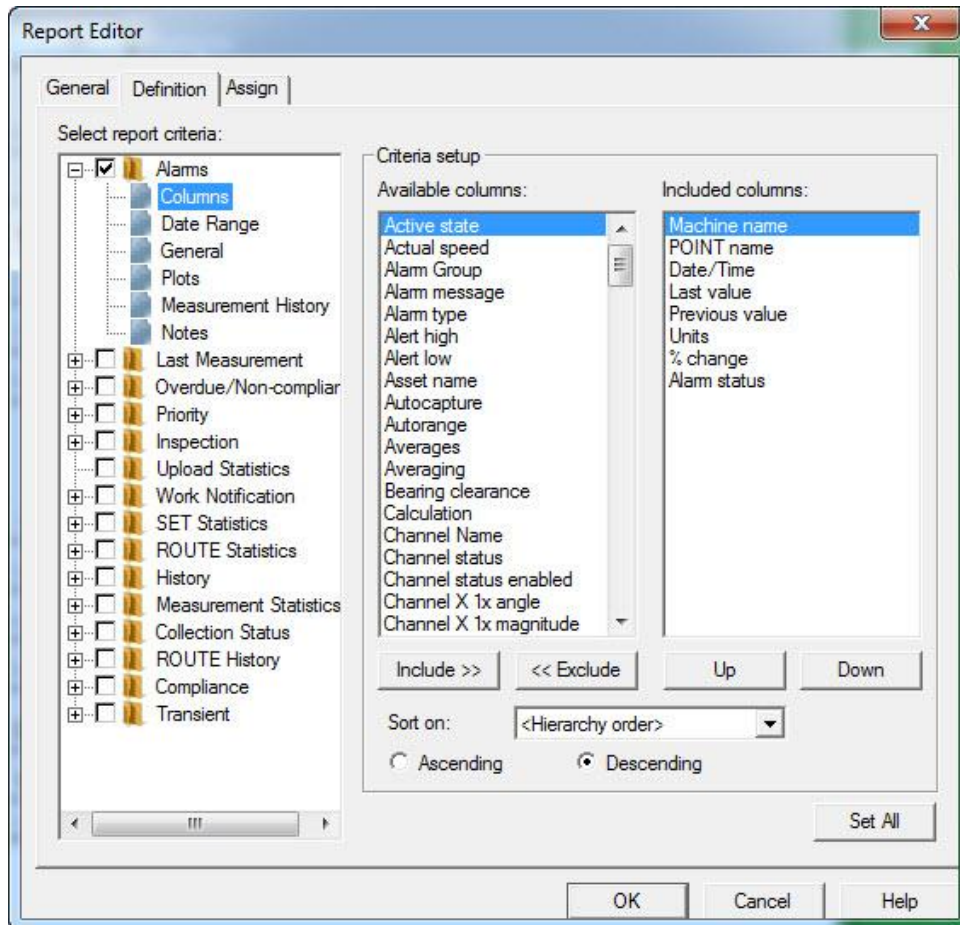 Report Editor
General Definition Assign
Select report criteria:
Alarms
Columns
Date Range
General
Plots
Measurement History
Notes
Last Measurement
Overdue/Non-complian
Priority
Inspection
Upload Statistics
Work Notification
SET Statistics
ROUTE Statistics
History
Measurement Statistics
Collection Status
ROUTE History
Compliance
Transient
Criteria setup
Available columns:
Active state
Actual speed
Alarm Group
Alarm message
Alarm type
Alert high
Alert low
Asset name
Autocapture
Autorange
Averages
Averaging
Bearing clearance
Calculation
Channel Name
Channel status
Channel status enabled
Channel X 1x angle
Channel X 1x magnitude
Included columns:
Machine name
POINT name
Date/Time
Last value
Previous value
Units
% change
Alarm status
Include >> << Exclude Up Down
Sort on: <Hierarchy order>
Ascending Descending
Set All
OK Cancel Help